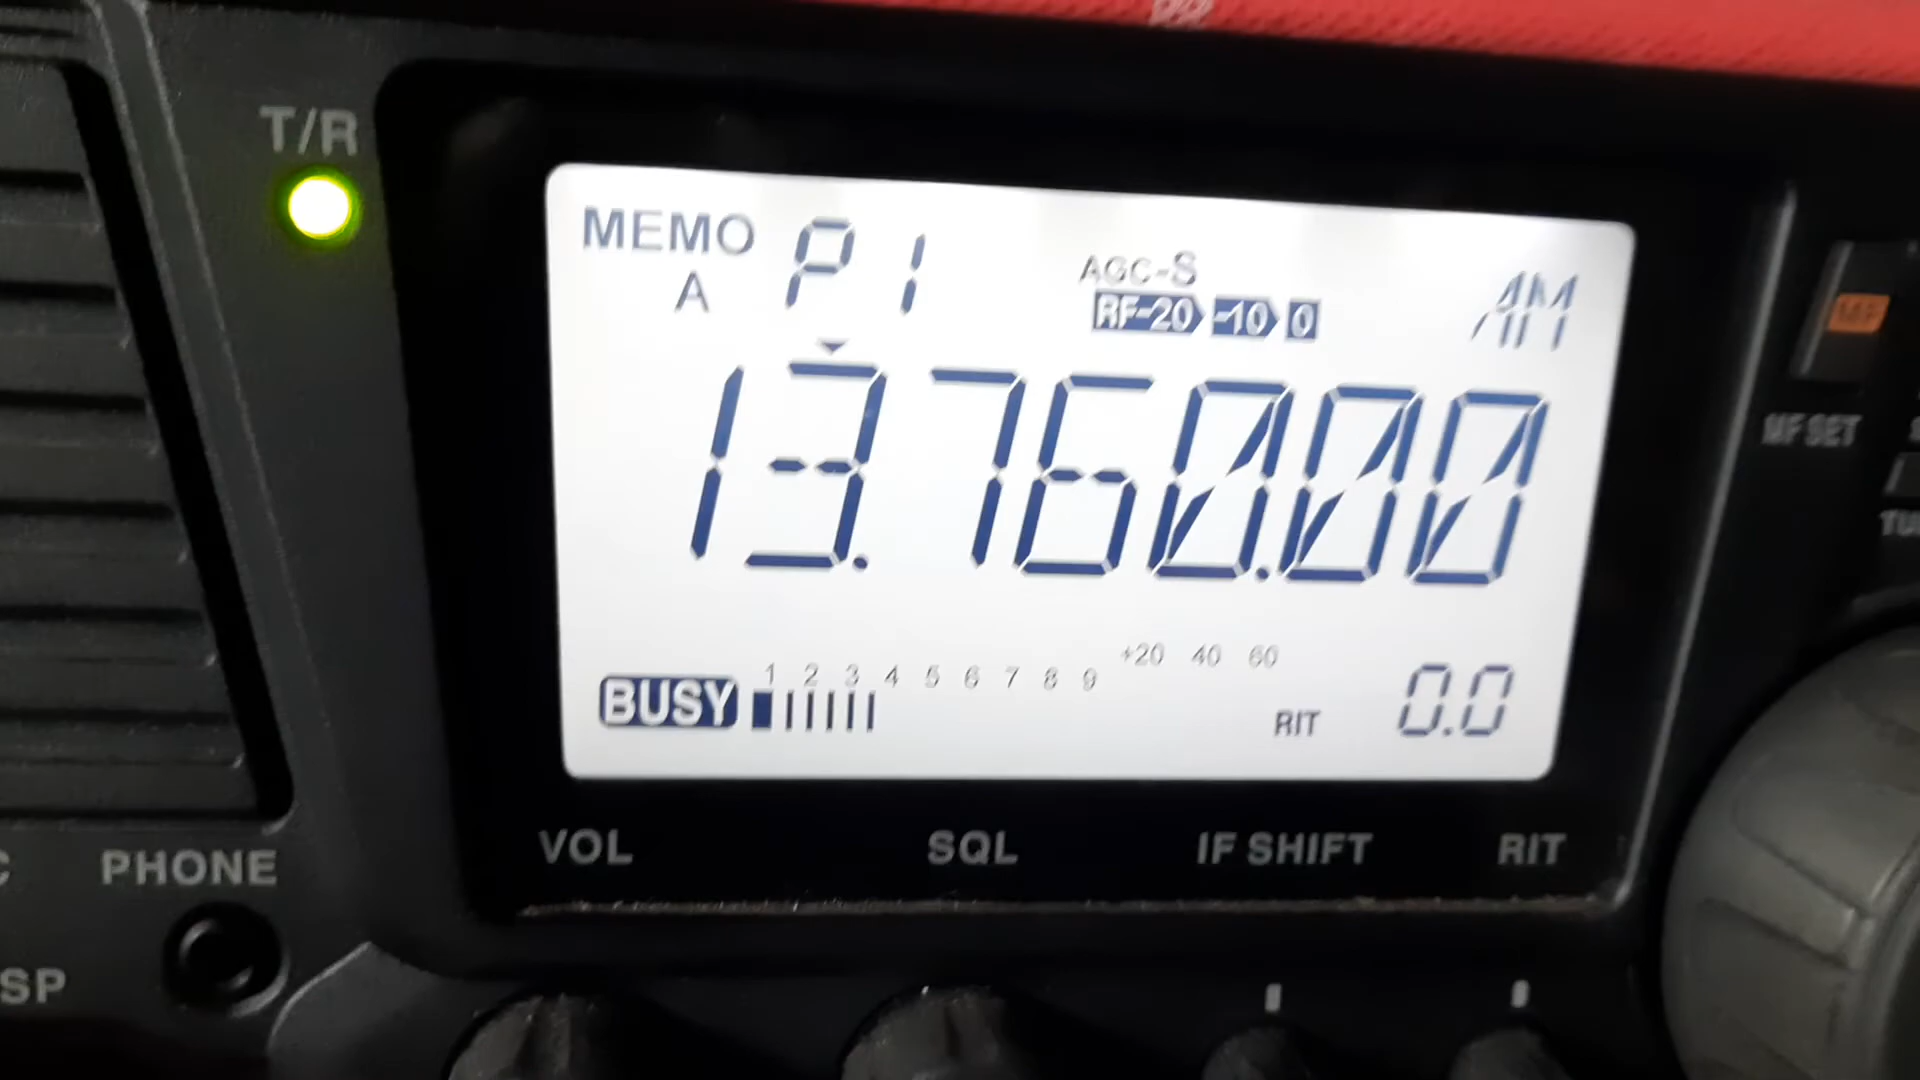 T/R
MEMO P1 AGC-S AM
A RF-20 -10 0
13.760.000
1 2 3 4 5 6 7 8 9 +20 40 60
BUSY RIT 0.0
MF SET
VOL SQL IF SHIFT RIT
PHONE
SP